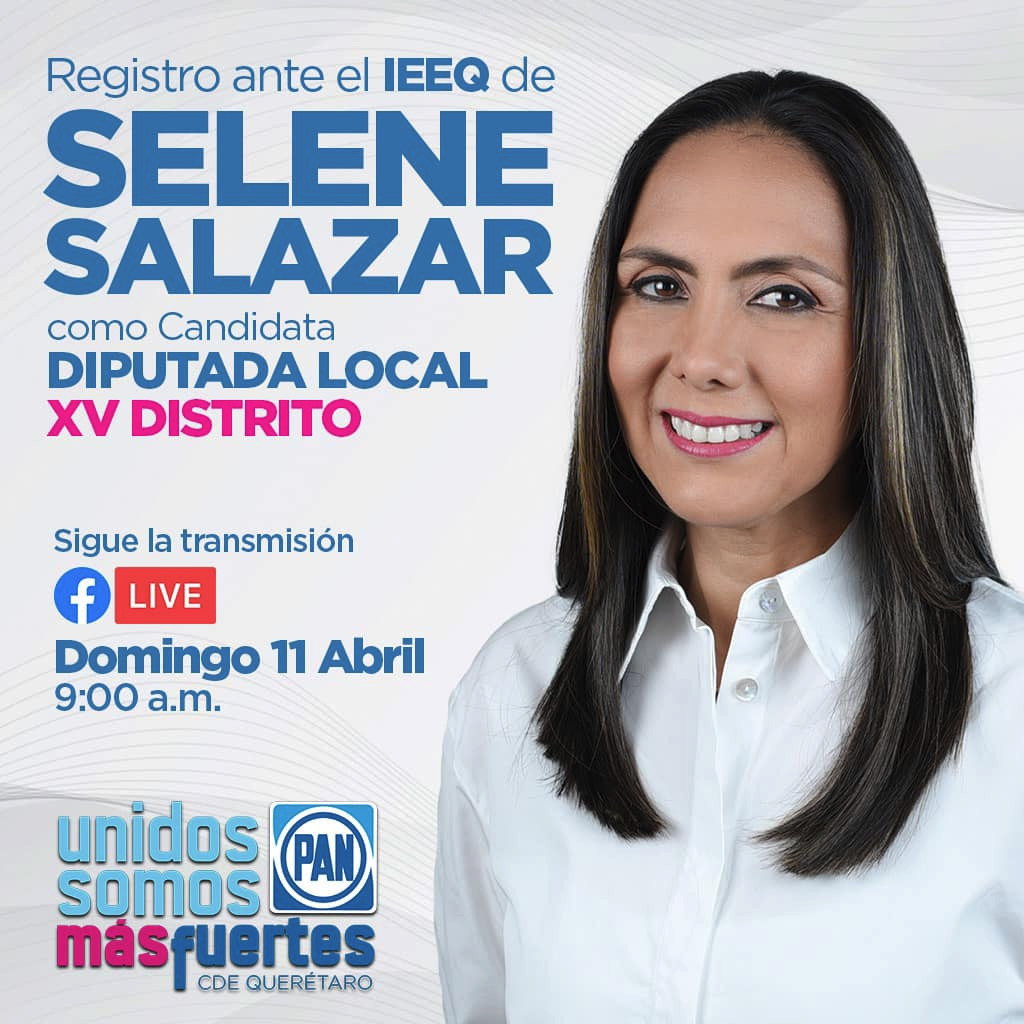 Registro ante el IEEQ de
SELENE
SALAZAR
como Candidata
DIPUTADA LOCAL
XV DISTRITO
Sigue la transmisión
f LIVE
Domingo 11 Abril
9:00 a.m.
unidos
somos
más fuertes
PAN
CDE QUERÉTARO